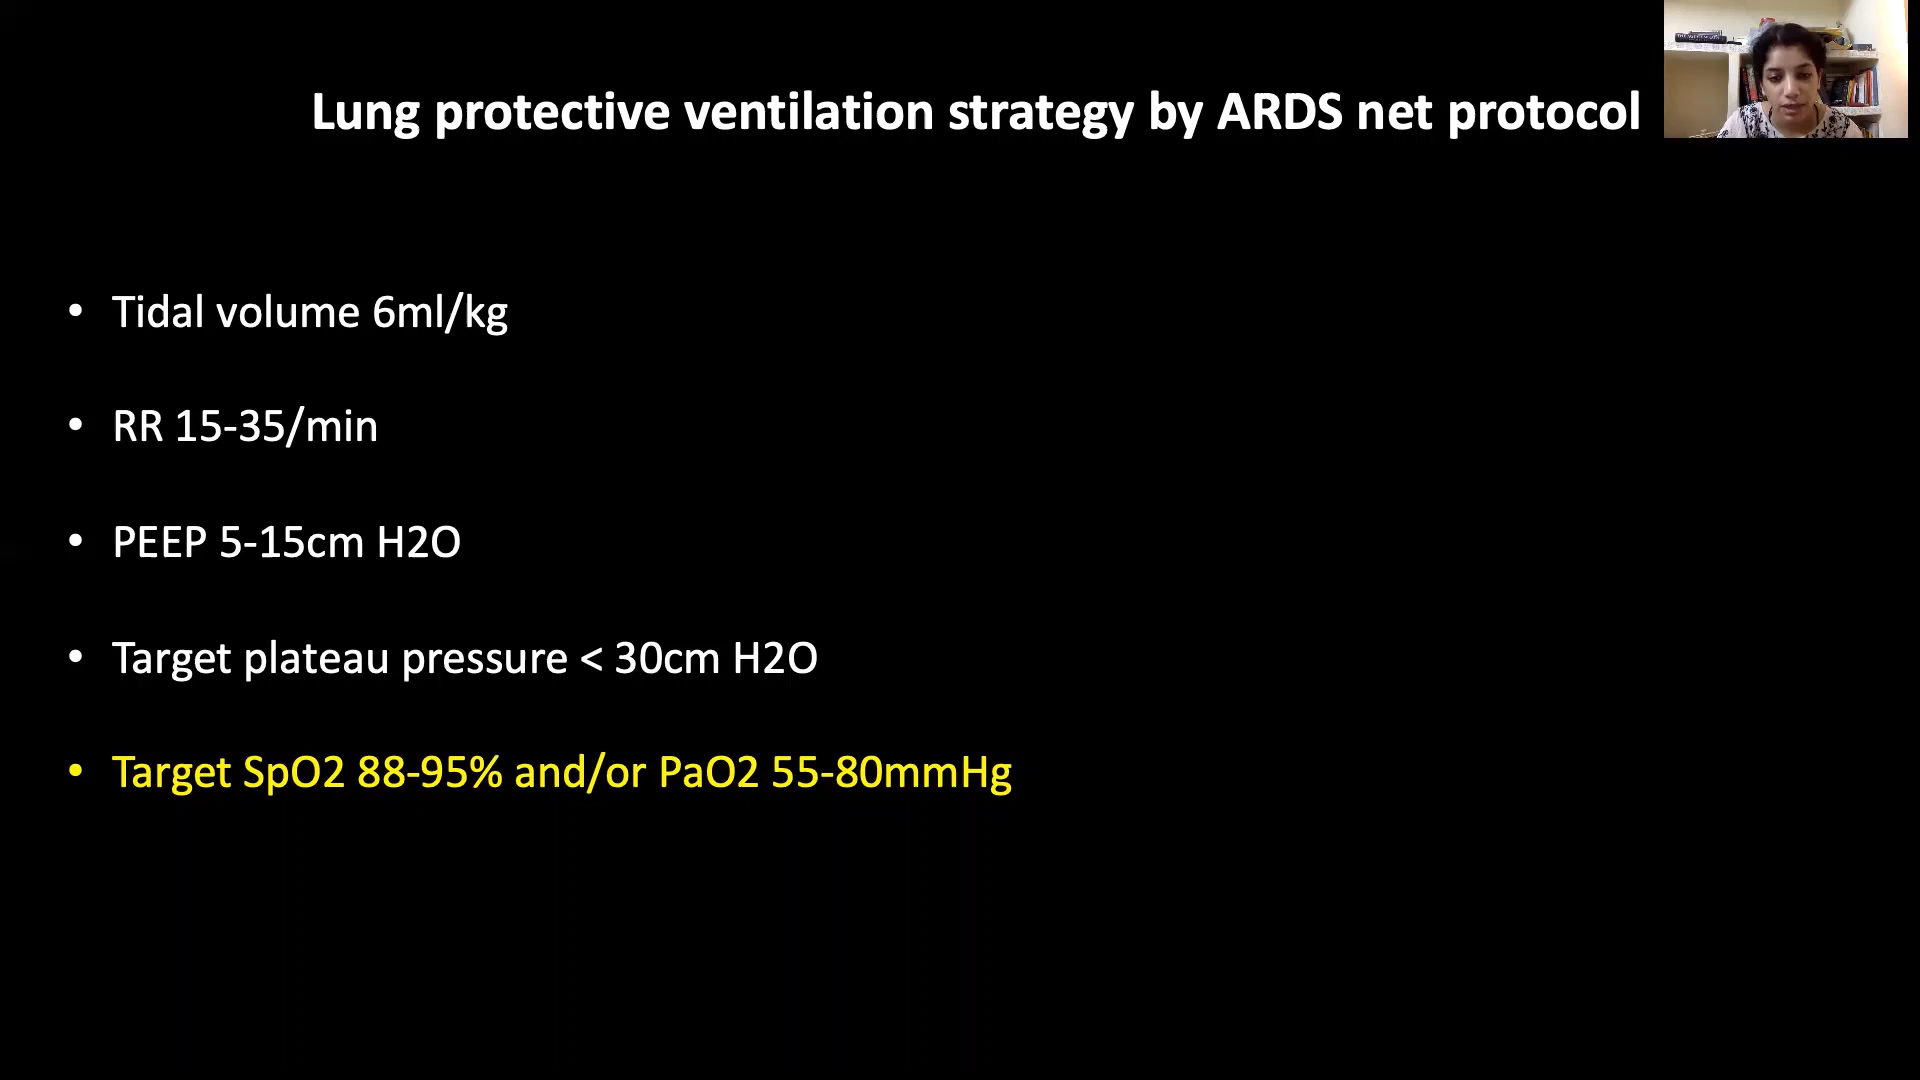 Lung protective ventilation strategy by ARDS net protocol
• Tidal volume 6ml/kg
• RR 15-35/min
• PEEP 5-15cm H2O
• Target plateau pressure < 30cm H2O
• Target SpO2 88-95% and/or PaO2 55-80mmHg